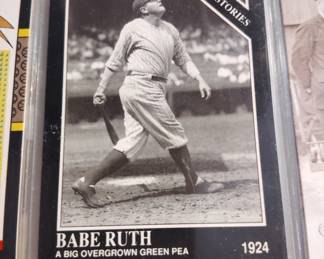 STORIES
BABE RUTH
A BIG OVERGROWN GREEN PEA
1924